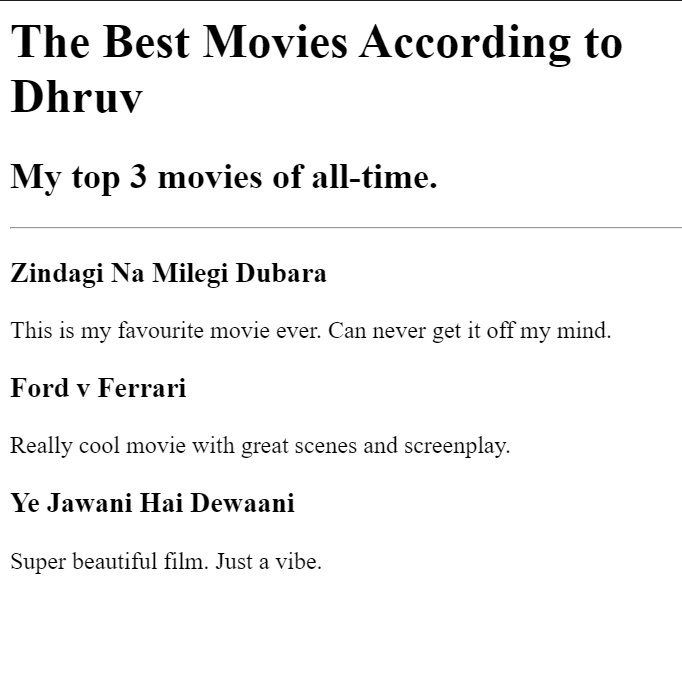 The Best Movies According to
Dhruv
My top 3 movies of all-time.
Zindagi Na Milegi Dubara
This is my favourite movie ever. Can never get it off my mind.
Ford v Ferrari
Really cool movie with great scenes and screenplay.
Ye Jawani Hai Dewaani
Super beautiful film. Just a vibe.